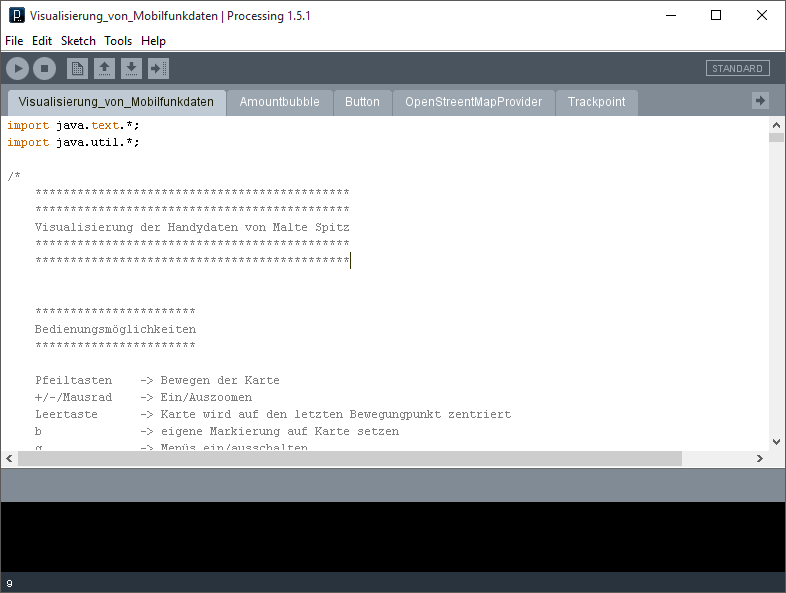 Visualisierung_von_Mobilfunkdaten | Processing 1.5.1
File Edit Sketch Tools Help
STANDARD
Visualisierung_von_Mobilfunkdaten Amountbubble Button OpenStreentMapProvider Trackpoint
import java.text.*;
import java.util.*;
/*
*********************************************
*********************************************
Visualisierung der Handydaten von Malte Spitz
*********************************************
*********************************************
***********************
Bedienungsmöglichkeiten
***********************
Pfeiltasten -> Bewegen der Karte
+/-/Mausrad -> Ein/Auszoomen
Leertaste -> Karte wird auf den letzten Bewegungpunkt zentriert
b -> eigene Markierung auf Karte setzen
g -> Menüs ein/ausschalten
9